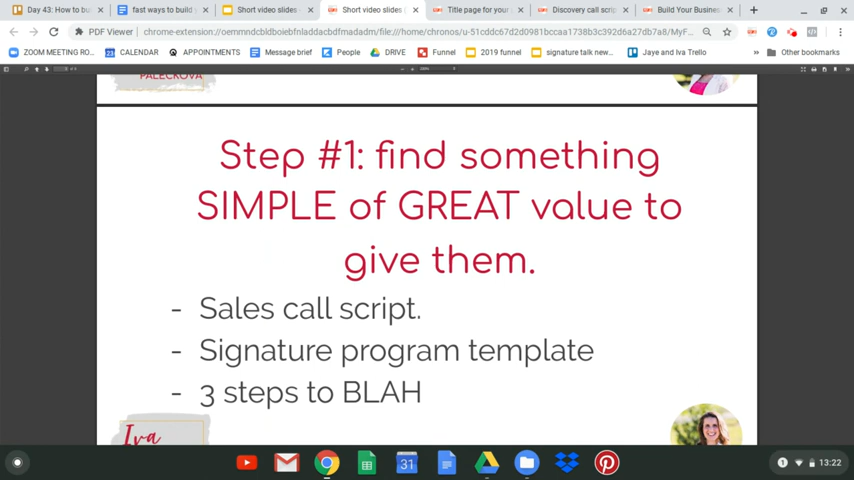 Day 43: How to bu
fast ways to build
Short video slides
Short video slides
Title page for your
Discovery call scri
Build Your Busines
PDF Viewer
chrome-extension://oemmndcbldboiebfnladdacbdfmadadm/file:///home/chronos/u-51cddc67d2d0981bccaa1738b3c392d6a27db7a8/MyF...
ZOOM MEETING RO...
CALENDAR
APPOINTMENTS
Message brief
People
DRIVE
Funnel
2019 funnel
signature talk new...
Jaye and Iva Trello
»
Other bookmarks
PALECKOVA
Step #1: find something
SIMPLE of GREAT value to
give them.
- Sales call script.
- Signature program template
- 3 steps to BLAH
Iva
31
1
13:22